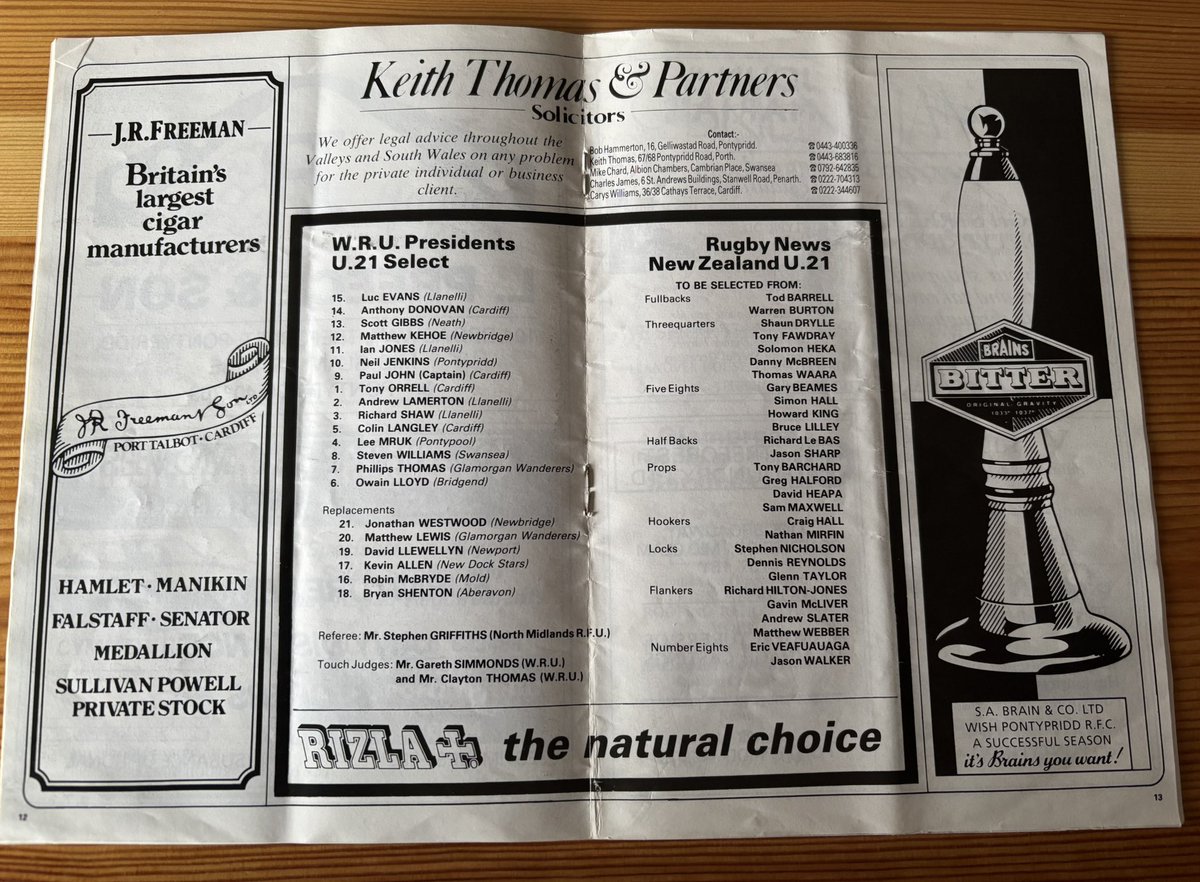 J.R.FREEMAN
Britain's
largest
cigar
manufacturers
J.R. Freeman & Son LTD
PORT TALBOT · CARDIFF
HAMLET · MANIKIN
FALSTAFF · SENATOR
MEDALLION
SULLIVAN POWELL
PRIVATE STOCK
12
Keith Thomas & Partners
Solicitors
We offer legal advice throughout the
Valleys and South Wales on any problem
for the private individual or business
client.
Contact:-
Bob Hammerton, 16, Gelliwastad Road, Pontypridd. ☎ 0443-400336
Keith Thomas, 67/68 Pontypridd Road, Porth. ☎ 0443-683816
Mike Chard, Albion Chambers, Cambrian Place, Swansea ☎ 0792-642835
Charles James, 6 St. Andrews Buildings, Stanwell Road, Penarth. ☎ 0222-704313
Carys Williams, 36/38 Cathays Terrace, Cardiff. ☎ 0222-344607
W.R.U. Presidents
U.21 Select
15. Luc EVANS (Llanelli)
14. Anthony DONOVAN (Cardiff)
13. Scott GIBBS (Neath)
12. Matthew KEHOE (Newbridge)
11. Ian JONES (Llanelli)
10. Neil JENKINS (Pontypridd)
9. Paul JOHN (Captain) (Cardiff)
1. Tony ORRELL (Cardiff)
2. Andrew LAMERTON (Llanelli)
3. Richard SHAW (Llanelli)
5. Colin LANGLEY (Cardiff)
4. Lee MRUK (Pontypool)
8. Steven WILLIAMS (Swansea)
7. Phillips THOMAS (Glamorgan Wanderers)
6. Owain LLOYD (Bridgend)
Replacements
21. Jonathan WESTWOOD (Newbridge)
20. Matthew LEWIS (Glamorgan Wanderers)
19. David LLEWELLYN (Newport)
17. Kevin ALLEN (New Dock Stars)
16. Robin McBRYDE (Mold)
18. Bryan SHENTON (Aberavon)
Referee: Mr. Stephen GRIFFITHS (North Midlands R.F.U.)
Touch Judges: Mr. Gareth SIMMONDS (W.R.U.)
and Mr. Clayton THOMAS (W.R.U.)
Rugby News
New Zealand U.21
TO BE SELECTED FROM:
Fullbacks Tod BARRELL
Warren BURTON
Threequarters Shaun DRYLLE
Tony FAWDRAY
Solomon HEKA
Danny McBREEN
Thomas WAARA
Five Eights Gary BEAMES
Simon HALL
Howard KING
Bruce LILLEY
Half Backs Richard Le BAS
Jason SHARP
Props Tony BARCHARD
Greg HALFORD
David HEAPA
Sam MAXWELL
Hookers Craig HALL
Nathan MIRFIN
Locks Stephen NICHOLSON
Dennis REYNOLDS
Glenn TAYLOR
Flankers Richard HILTON-JONES
Gavin McLIVER
Andrew SLATER
Matthew WEBBER
Number Eights Eric VEAFUAUAGA
Jason WALKER
RIZLA+. the natural choice
BRAINS
BITTER
ORIGINAL GRAVITY
1033° 1037°
S.A. BRAIN & CO. LTD
WISH PONTYPRIDD R.F.C.
A SUCCESSFUL SEASON
it's Brains you want!
13